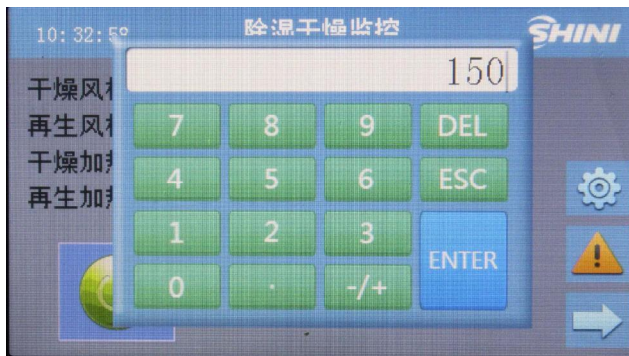 10:32:5
除湿干燥监控
SHINI
150
干燥风
再生风
干燥加
再生加
7 8 9 DEL
4 5 6 ESC
1 2 3
ENTER
0 . -/+